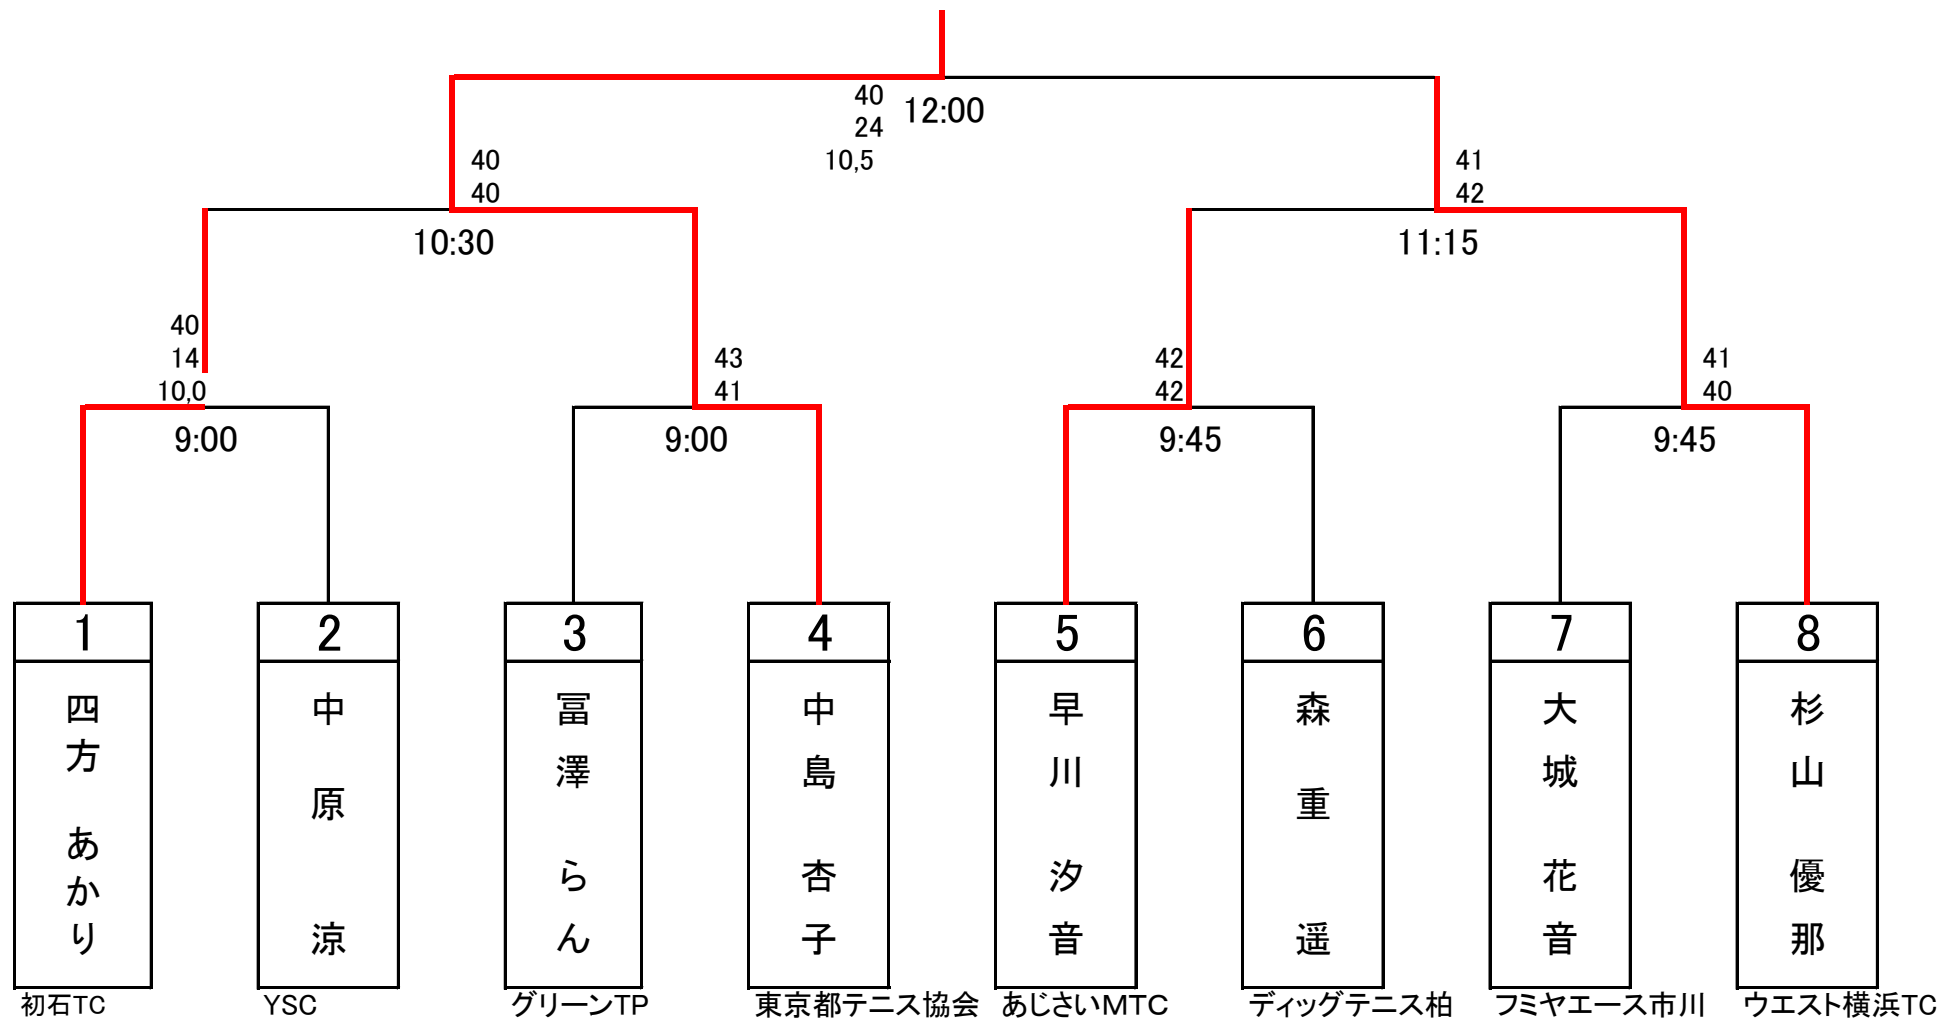 40
12:00
24
10,5
40
40
41
42
10:30
11:15
40
14
10,0
43
41
42
42
41
40
9:00
9:00
9:45
9:45
1
2
3
4
5
6
7
8
四方 あかり
中原 涼
冨澤 らん
中島 杏子
早川 汐音
森重 遥
大城 花音
杉山 優那
初石TC
YSC
グリーンTP
東京都テニス協会
あじさいMTC
ディッグテニス柏
フミヤエース市川
ウエスト横浜TC